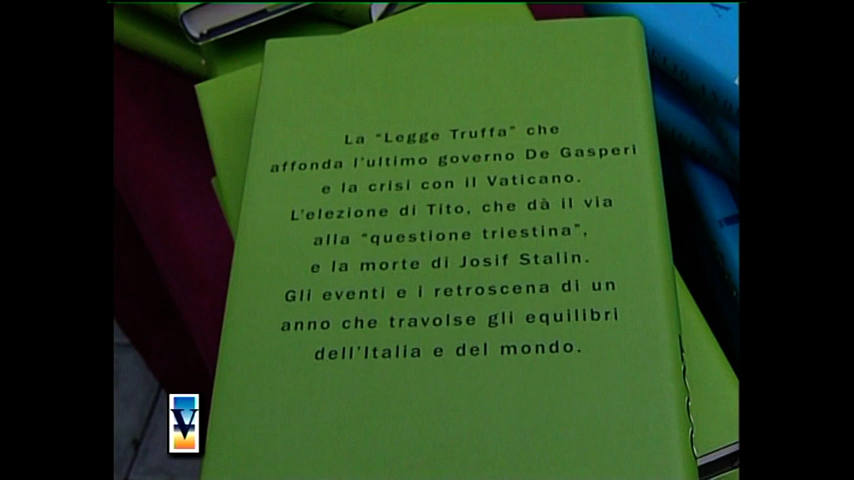 La "Legge Truffa" che
affonda l'ultimo governo De Gasperi
e la crisi con il Vaticano.
L'elezione di Tito, che dà il via
alla "questione triestina",
e la morte di Josif Stalin.
Gli eventi e i retroscena di un
anno che travolse gli equilibri
dell'Italia e del mondo.
V